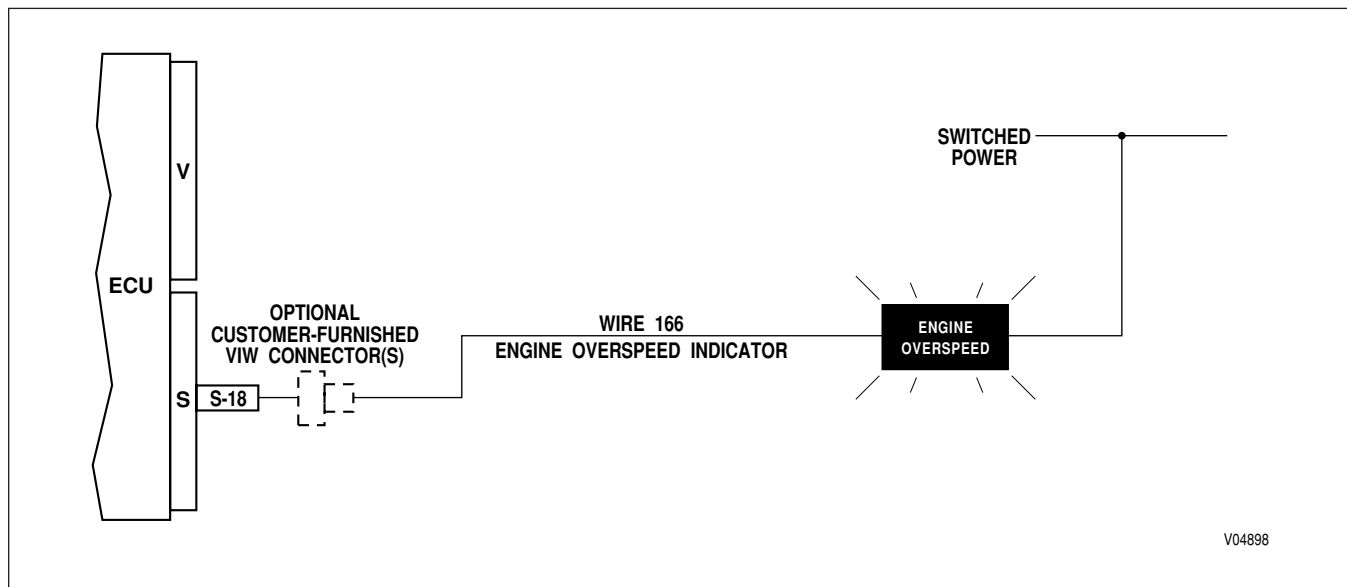 SWITCHED
POWER
V
ECU
OPTIONAL
CUSTOMER-FURNISHED
VIW CONNECTOR(S)
WIRE 166
ENGINE OVERSPEED INDICATOR
ENGINE
OVERSPEED
S
S-18
V04898